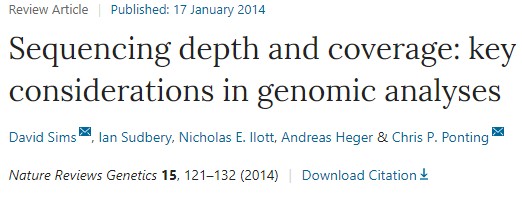 Review Article | Published: 17 January 2014
Sequencing depth and coverage: key
considerations in genomic analyses
David Sims, Ian Sudbery, Nicholas E. Ilott, Andreas Heger & Chris P. Ponting
Nature Reviews Genetics 15, 121–132 (2014) | Download Citation